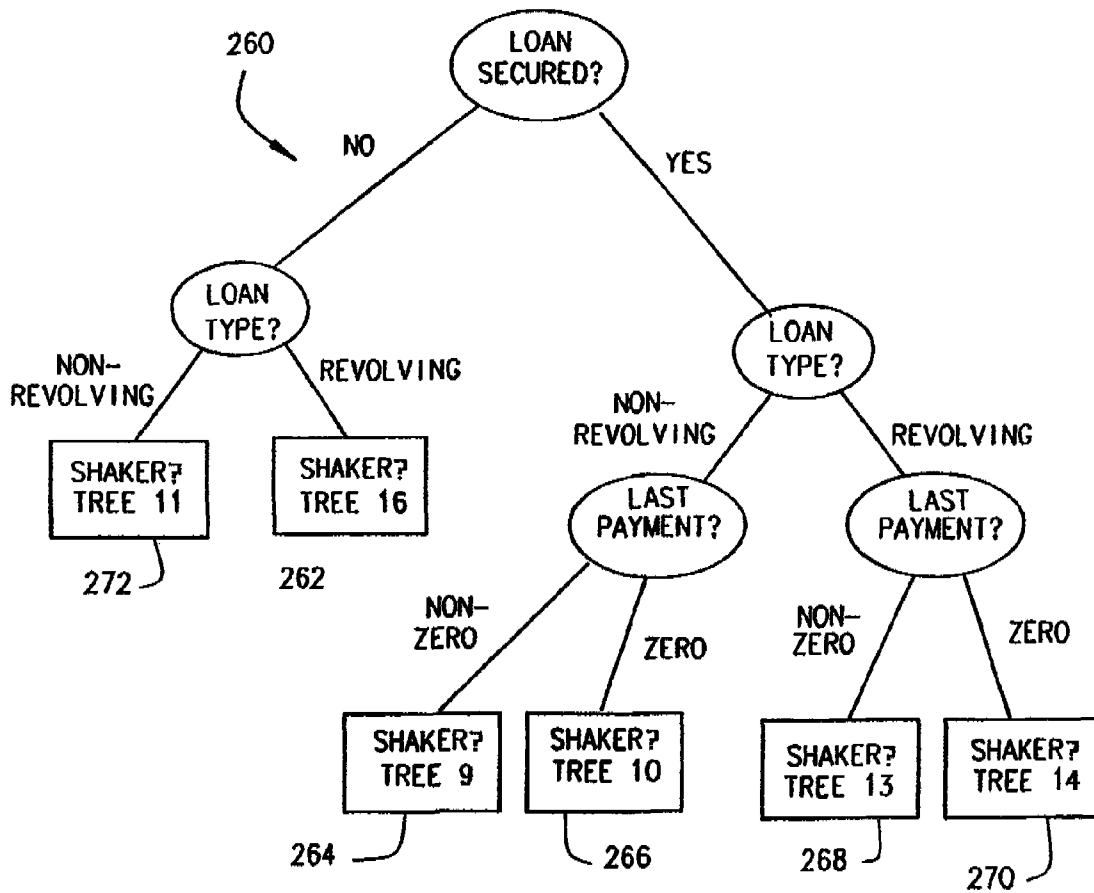 260
LOAN
SECURED?
NO
YES
LOAN
TYPE?
LOAN
TYPE?
NON-
REVOLVING
REVOLVING
NON-
REVOLVING
REVOLVING
SHAKER?
TREE 11
SHAKER?
TREE 16
LAST
PAYMENT?
LAST
PAYMENT?
272
262
NON-
ZERO
ZERO
NON-
ZERO
ZERO
SHAKER?
TREE 9
SHAKER?
TREE 10
SHAKER?
TREE 13
SHAKER?
TREE 14
264
266
268
270